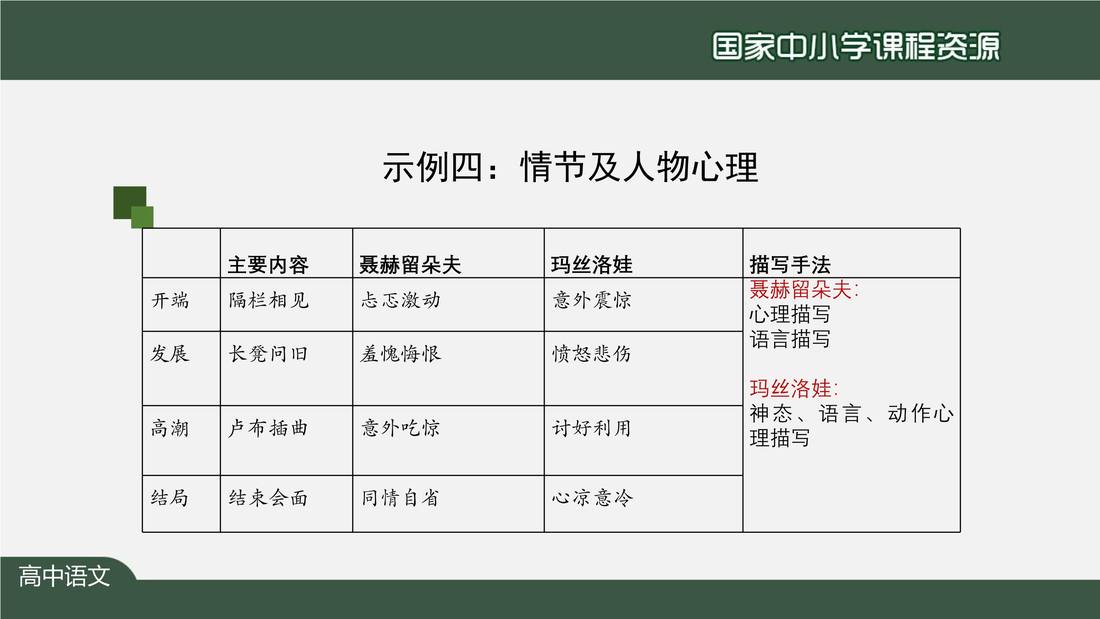 国家中小学课程资源
示例四：情节及人物心理
主要内容 聂赫留朵夫 玛丝洛娃 描写手法
开端 隔栏相见 忐忑激动 意外震惊
发展 长凳问旧 羞愧悔恨 愤怒悲伤
高潮 卢布插曲 意外吃惊 讨好利用
结局 结束会面 同情自省 心凉意冷
聂赫留朵夫:
心理描写
语言描写
玛丝洛娃:
神态、语言、动作心
理描写
高中语文